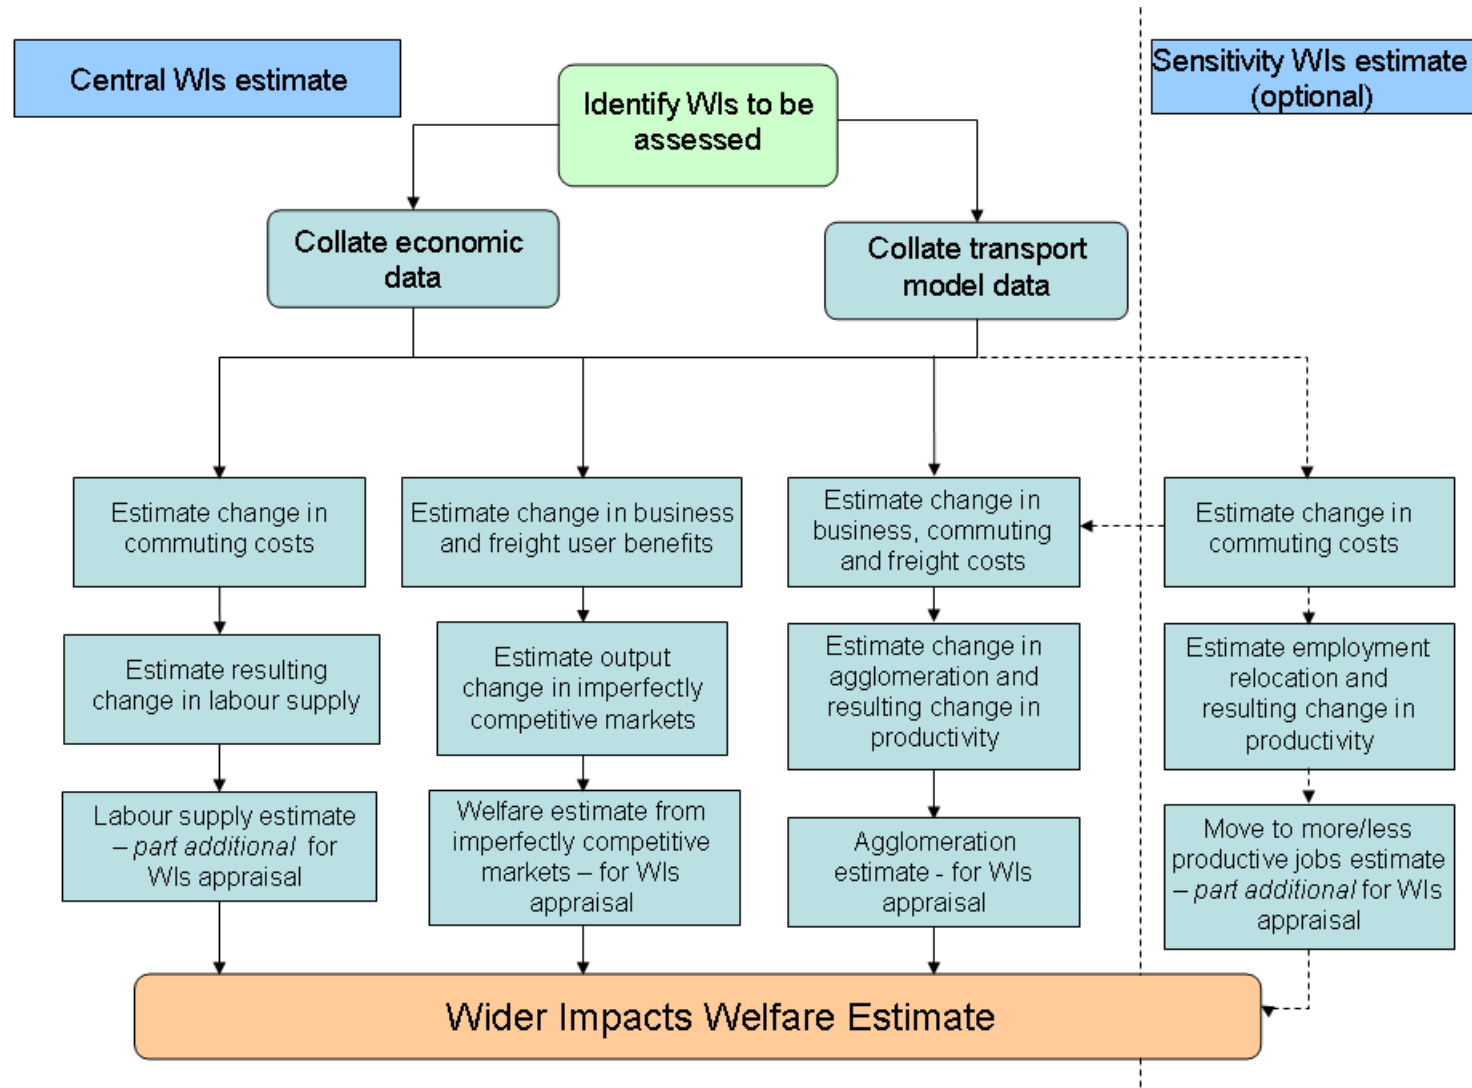 Central WIs estimate
Sensitivity WIs estimate
(optional)
Identify WIs to be
assessed
Collate economic
data
Collate transport
model data
Estimate change in
commuting costs
Estimate change in business
and freight user benefits
Estimate change in
business, commuting
and freight costs
Estimate change in
commuting costs
Estimate resulting
change in labour supply
Estimate output
change in imperfectly
competitive markets
Estimate change in
agglomeration and
resulting change in
productivity
Estimate employment
relocation and
resulting change in
productivity
Labour supply estimate
– part additional for
WIs appraisal
Welfare estimate from
imperfectly competitive
markets – for WIs
appraisal
Agglomeration
estimate - for WIs
appraisal
Move to more/less
productive jobs estimate
– part additional for WIs
appraisal
Wider Impacts Welfare Estimate